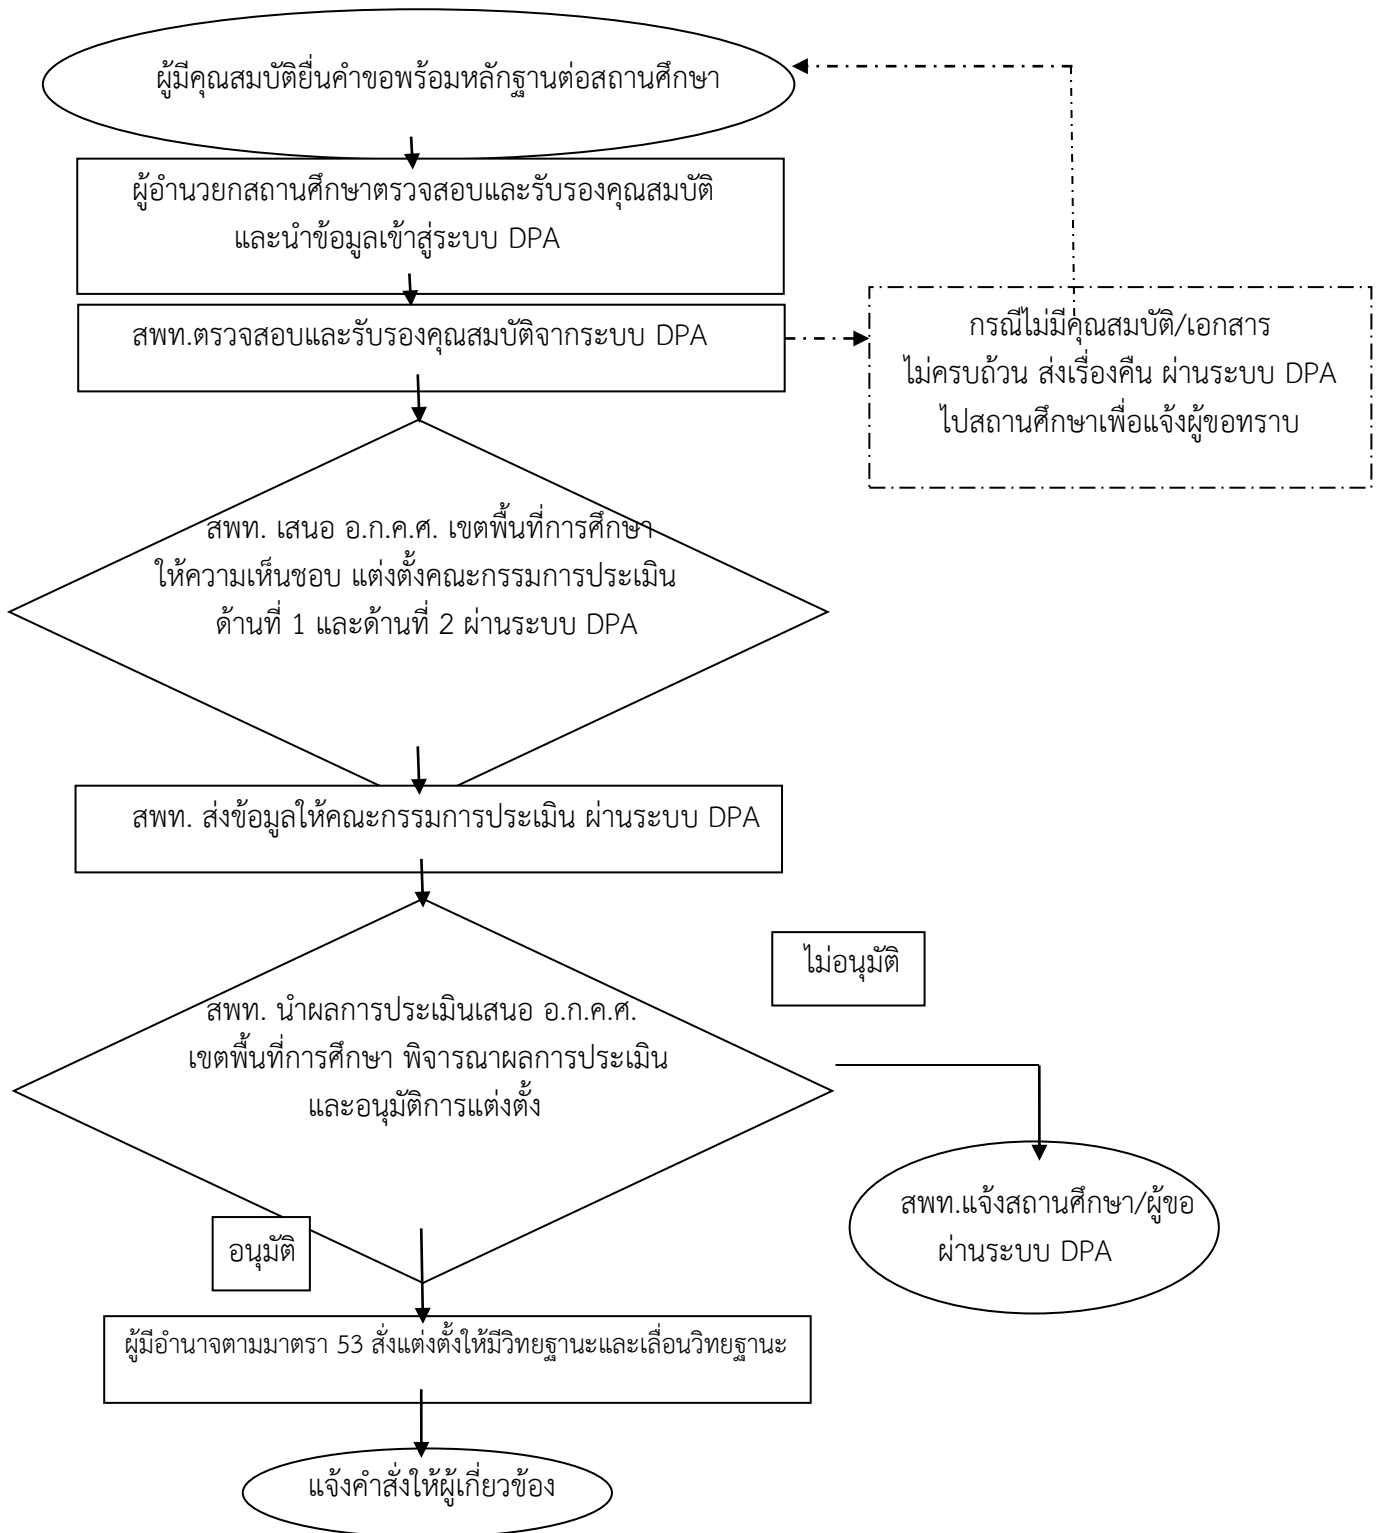 ผู้มีคุณสมบัติยื่นคำขอพร้อมหลักฐานต่อสถานศึกษา
ผู้อำนวยกสถานศึกษาตรวจสอบและรับรองคุณสมบัติ
และนำข้อมูลเข้าสู่ระบบ DPA
สพท.ตรวจสอบและรับรองคุณสมบัติจากระบบ DPA
กรณีไม่มีคุณสมบัติ/เอกสาร
ไม่ครบถ้วน ส่งเรื่องคืน ผ่านระบบ DPA
ไปสถานศึกษาเพื่อแจ้งผู้ขอทราบ
สพท. เสนอ อ.ก.ค.ศ. เขตพื้นที่การศึกษา
ให้ความเห็นชอบ แต่งตั้งคณะกรรมการประเมิน
ด้านที่ 1 และด้านที่ 2 ผ่านระบบ DPA
สพท. ส่งข้อมูลให้คณะกรรมการประเมิน ผ่านระบบ DPA
ไม่อนุมัติ
สพท. นำผลการประเมินเสนอ อ.ก.ค.ศ.
เขตพื้นที่การศึกษา พิจารณาผลการประเมิน
และอนุมัติการแต่งตั้ง
สพท.แจ้งสถานศึกษา/ผู้ขอ
ผ่านระบบ DPA
อนุมัติ
ผู้มีอำนาจตามมาตรา 53 สั่งแต่งตั้งให้มีวิทยฐานะและเลื่อนวิทยฐานะ
แจ้งคำสั่งให้ผู้เกี่ยวข้อง